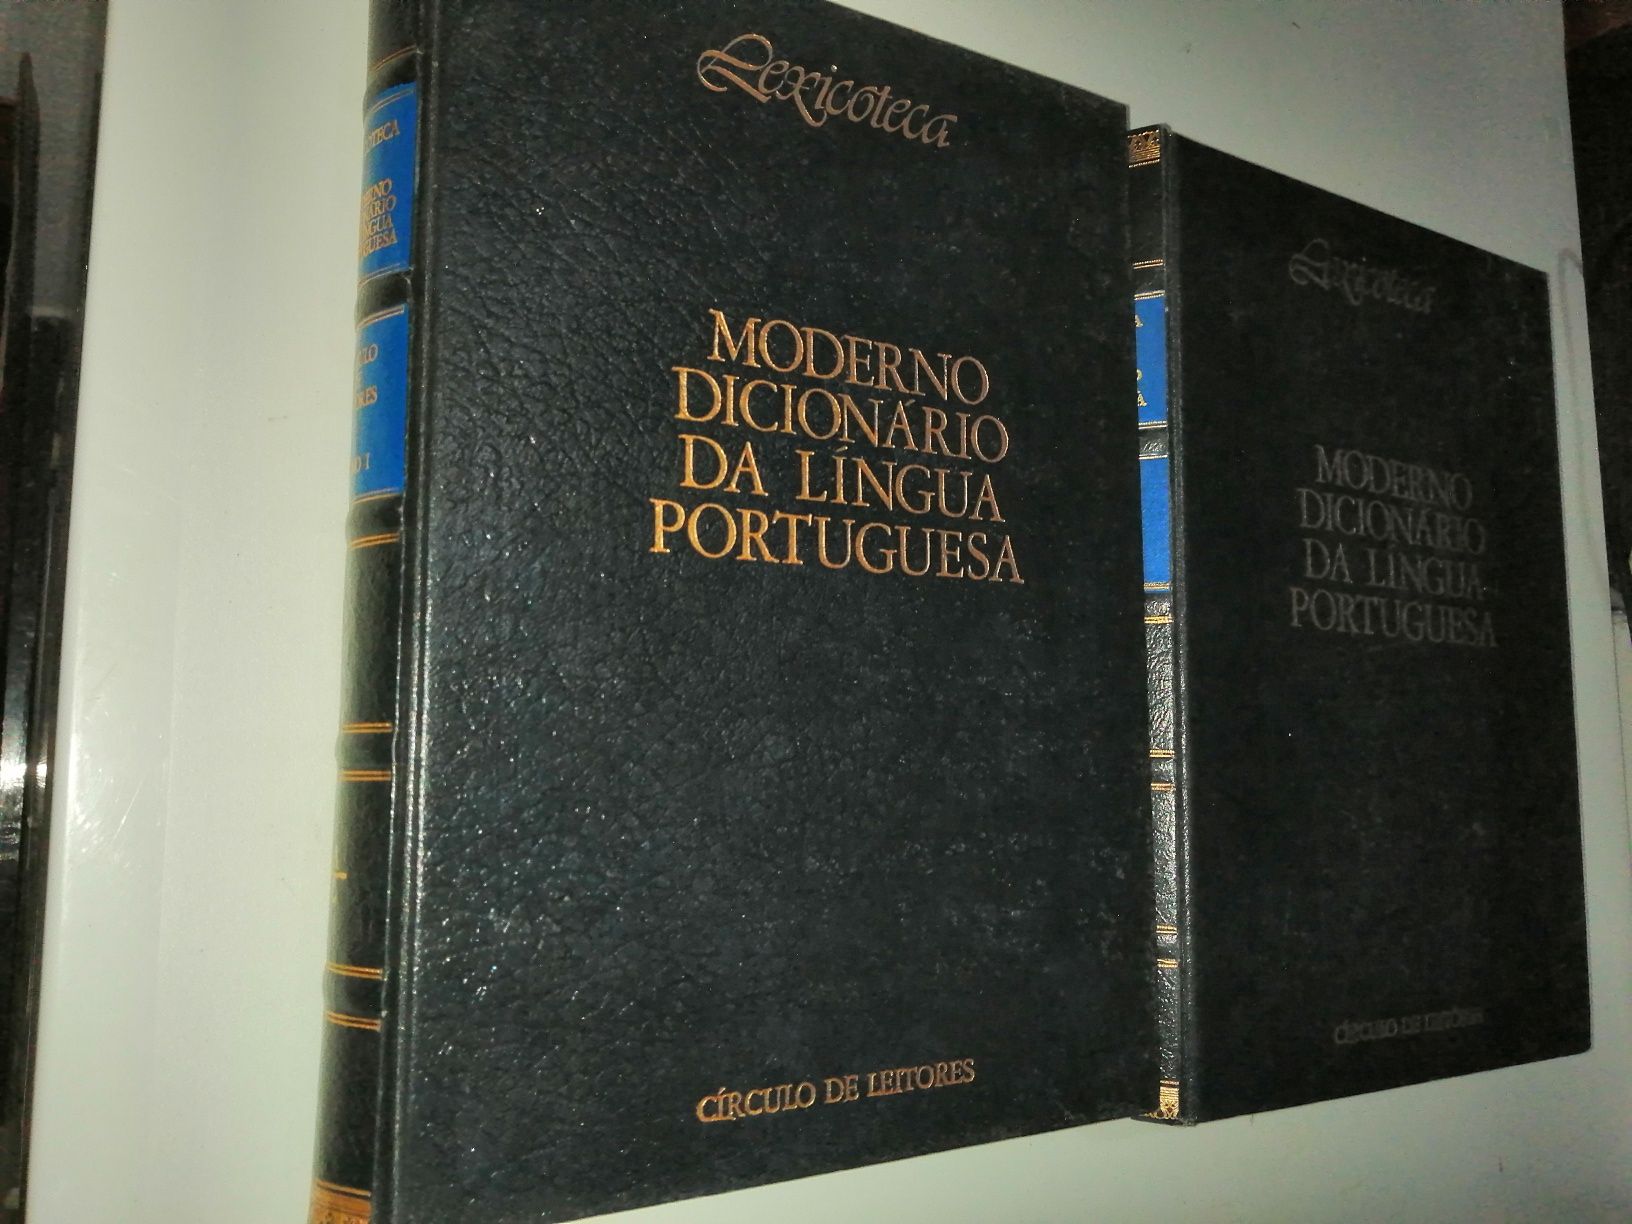 Lexicoteca
MODERNO
DICIONÁRIO
DA LÍNGUA
PORTUGUESA
CÍRCULO DE LEITORES
Lexicoteca
MODERNO
DICIONÁRIO
DA LÍNGUA
PORTUGUESA
CÍRCULO DE LEITORES